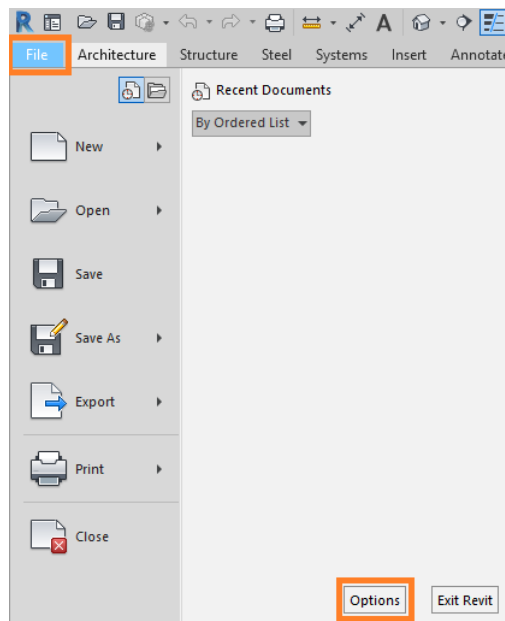 R A
File Architecture Structure Steel Systems Insert Annotate
Recent Documents
By Ordered List
New
Open
Save
Save As
Export
Print
Close
Options Exit Revit